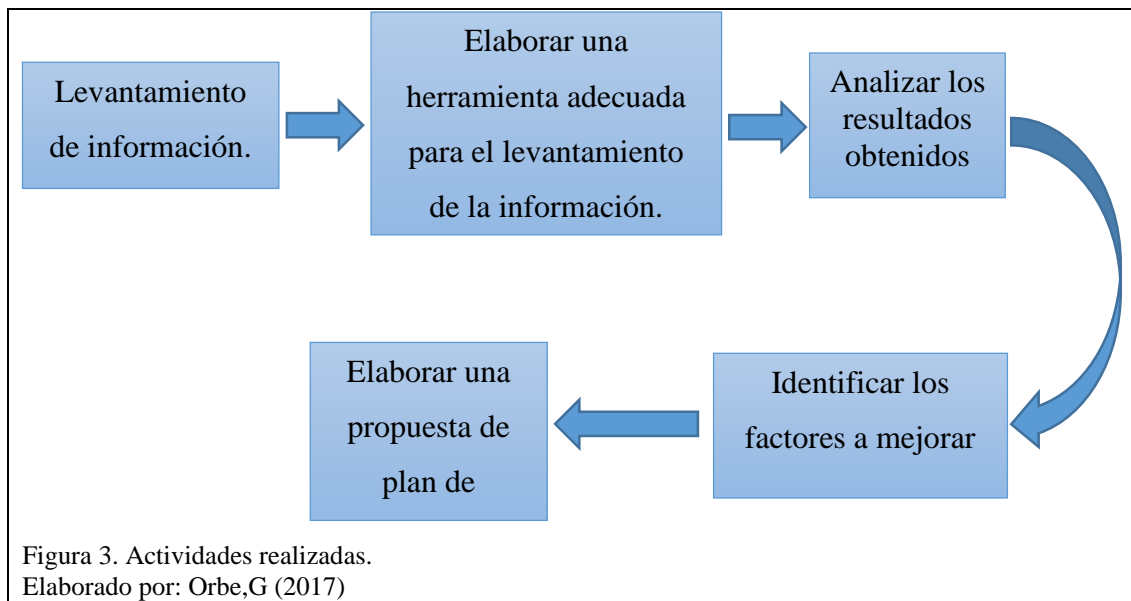 Levantamiento
de información.
Elaborar una
herramienta adecuada
para el levantamiento
de la información.
Analizar los
resultados
obtenidos
Identificar los
factores a mejorar
Elaborar una
propuesta de
plan de
Figura 3. Actividades realizadas.
Elaborado por: Orbe,G (2017)